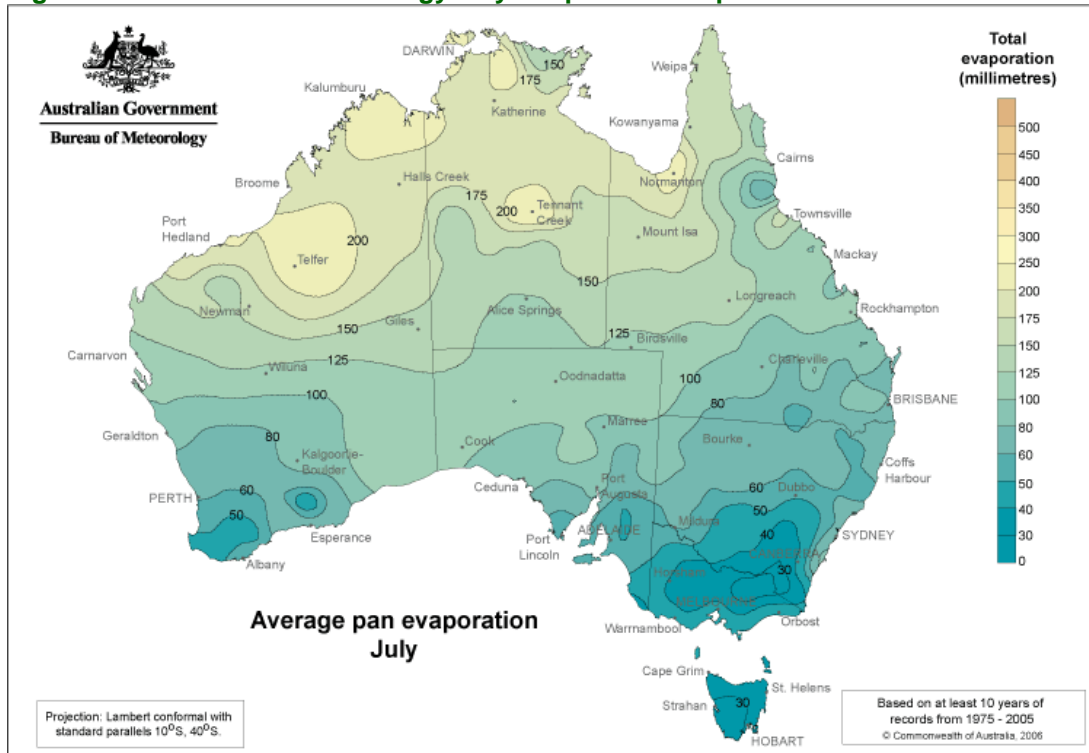 Australian Government
Bureau of Meteorology
Total
evaporation
(millimetres)
500
450
400
350
300
250
200
175
150
125
100
80
60
50
40
30
0
DARWIN
150
175
Weipa
Kalumburu
Katherine
Kowanyama
Cairns
Broome
Halls Creek
175
Normanton
200
Tennant
Creek
Townsville
Port
Hedland
200
Mount Isa
Telfer
Mackay
150
Longreach
Newman
Alice Springs
Rockhampton
150
Giles
125
Birdsville
Carnarvon
125
Wiluna
Charleville
100
Oodnadatta
100
80
BRISBANE
Geraldton
80
Marree
Bourke
Cook
Kalgoorlie-
Boulder
Coffs
Harbour
PERTH
60
Ceduna
Port
Augusta
60
Dubbo
50
50
Mildura
ADELAIDE
40
SYDNEY
Esperance
Port
Lincoln
CANBERRA
Albany
Horsham
30
MELBOURNE
Orbost
Warrnambool
Average pan evaporation
July
Cape Grim
St. Helens
Strahan
30
HOBART
Projection: Lambert conformal with
standard parallels 10°S, 40°S.
Based on at least 10 years of
records from 1975 - 2005
© Commonwealth of Australia, 2006